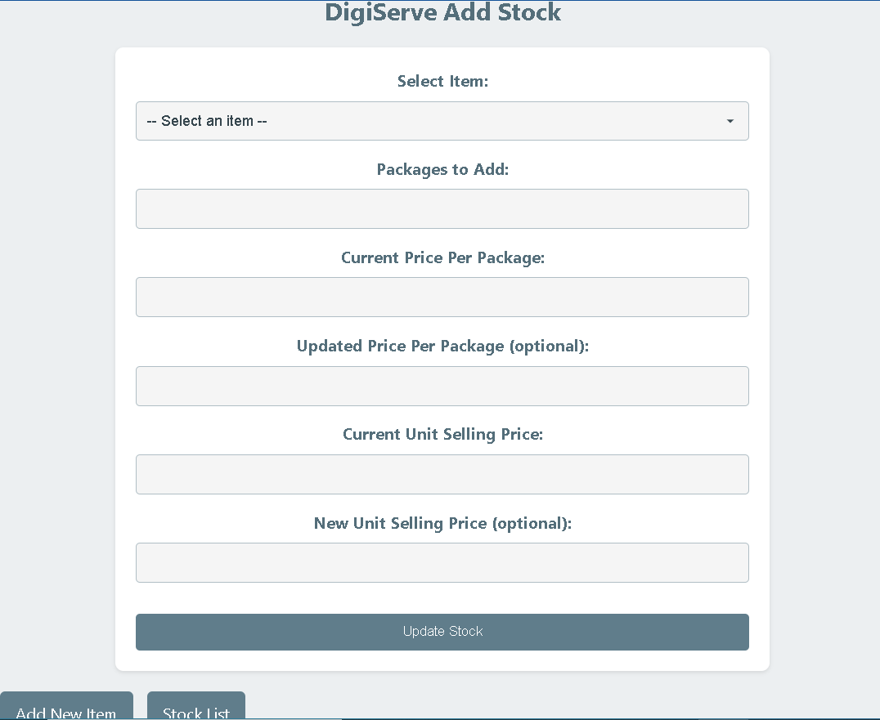 DigiServe Add Stock
Select Item:
-- Select an item --
Packages to Add:
Current Price Per Package:
Updated Price Per Package (optional):
Current Unit Selling Price:
New Unit Selling Price (optional):
Update Stock
Add New Item
Stock List